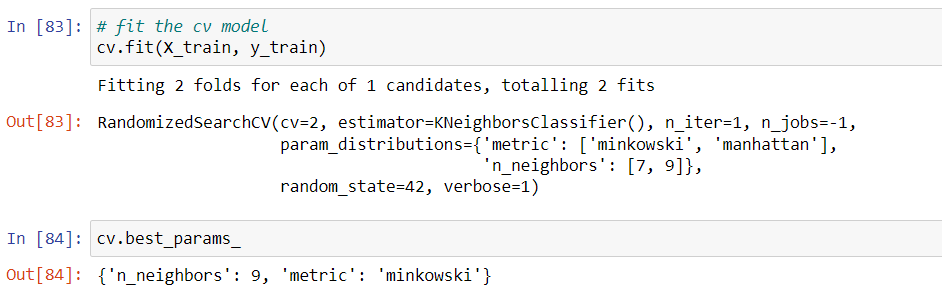 In [83]: # fit the cv model
cv.fit(X_train, y_train)
Fitting 2 folds for each of 1 candidates, totalling 2 fits
Out[83]: RandomizedSearchCV(cv=2, estimator=KNeighborsClassifier(), n_iter=1, n_jobs=-1,
param_distributions={'metric': ['minkowski', 'manhattan'],
'n_neighbors': [7, 9]},
random_state=42, verbose=1)
In [84]: cv.best_params_
Out[84]: {'n_neighbors': 9, 'metric': 'minkowski'}